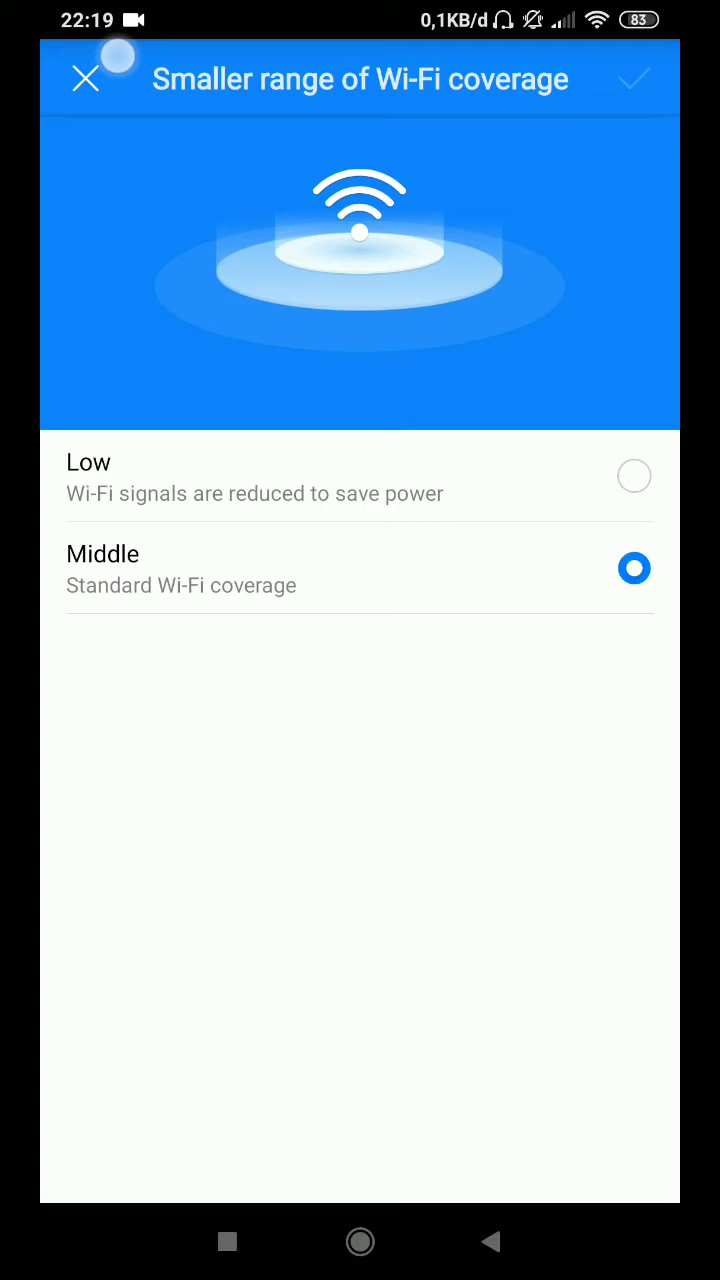 22:19 0,1KB/d 83
Smaller range of Wi-Fi coverage
Low
Wi-Fi signals are reduced to save power
Middle
Standard Wi-Fi coverage